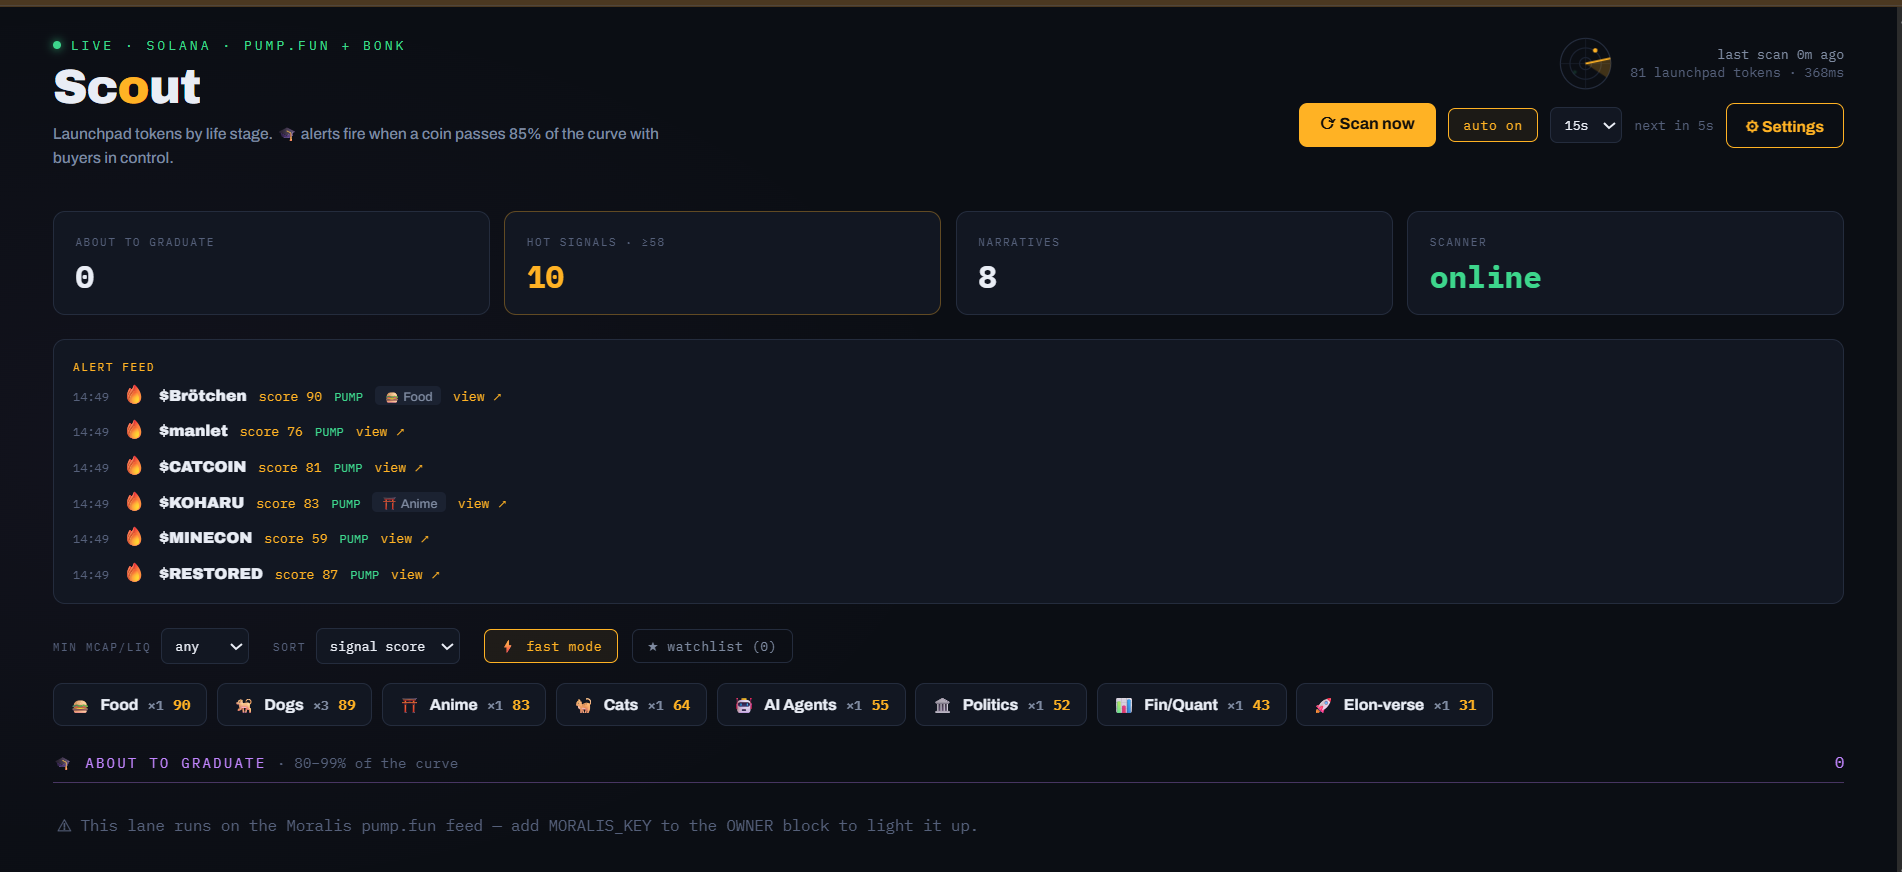 LIVE · SOLANA · PUMP.FUN + BONK
Scout
Launchpad tokens by life stage. 🎓 alerts fire when a coin passes 85% of the curve with
buyers in control.
last scan 0m ago
81 launchpad tokens · 368ms
⟳ Scan now
auto on
15s
next in 5s
⚙ Settings
ABOUT TO GRADUATE
0
HOT SIGNALS · ≥58
10
NARRATIVES
8
SCANNER
online
ALERT FEED
14:49 🔥 $Brötchen score 90 PUMP 🍔 Food view ↗
14:49 🔥 $manlet score 76 PUMP view ↗
14:49 🔥 $CATCOIN score 81 PUMP view ↗
14:49 🔥 $KOHARU score 83 PUMP ⛩ Anime view ↗
14:49 🔥 $MINECON score 59 PUMP view ↗
14:49 🔥 $RESTORED score 87 PUMP view ↗
MIN MCAP/LIQ any SORT signal score ⚡ fast mode ★ watchlist (0)
🍔 Food ×1 90 🐕 Dogs ×3 89 ⛩ Anime ×1 83 🐈 Cats ×1 64 🤖 AI Agents ×1 55 🏛 Politics ×1 52 📊 Fin/Quant ×1 43 🚀 Elon-verse ×1 31
🎓 ABOUT TO GRADUATE · 80–99% of the curve 0
⚠ This lane runs on the Moralis pump.fun feed — add MORALIS_KEY to the OWNER block to light it up.